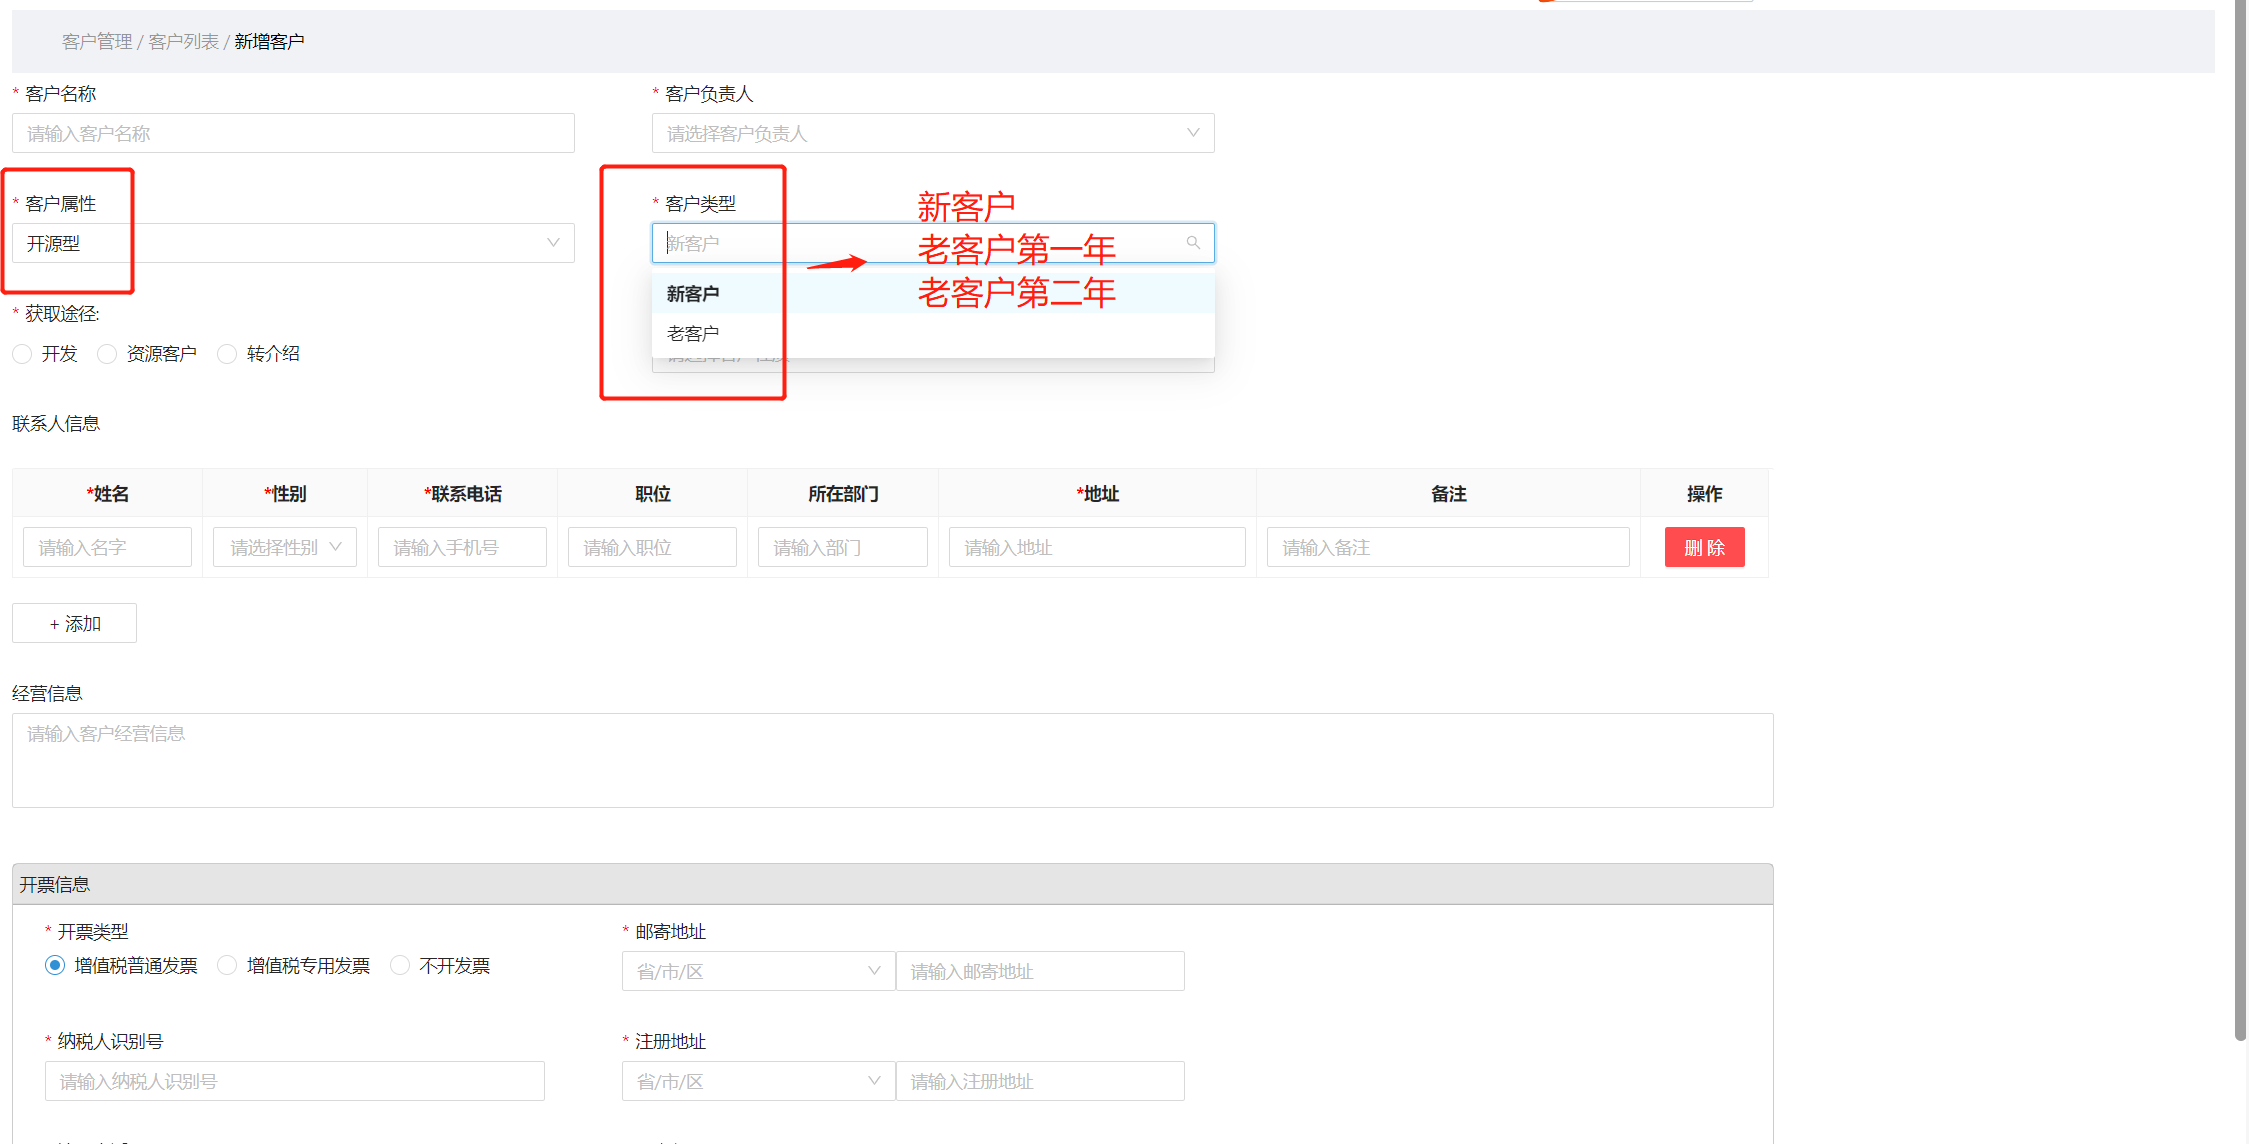 客户管理 / 客户列表 / 新增客户
* 客户名称
* 客户负责人
请输入客户名称
请选择客户负责人
* 客户属性
* 客户类型
开源型
新客户
新客户
老客户第一年
老客户第二年
新客户
老客户
* 获取途径:
开发 资源客户 转介绍
联系人信息
*姓名 *性别 *联系电话 职位 所在部门 *地址 备注 操作
请输入名字 请选择性别 请输入手机号 请输入职位 请输入部门 请输入地址 请输入备注 删 除
+ 添加
经营信息
请输入客户经营信息
开票信息
* 开票类型
* 邮寄地址
增值税普通发票 增值税专用发票 不开发票
省/市/区 请输入邮寄地址
* 纳税人识别号
* 注册地址
请输入纳税人识别号
省/市/区 请输入注册地址